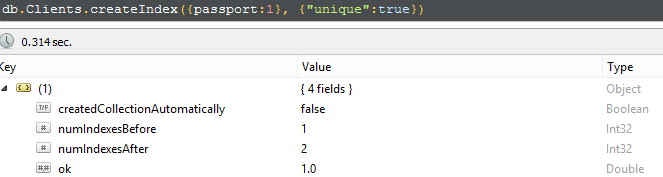 db.Clients.createIndex({passport:1}, {"unique":true})
0.314 sec.
Key Value Type
(1) { 4 fields } Object
T/F createdCollectionAutomatically false Boolean
# numIndexesBefore 1 Int32
# numIndexesAfter 2 Int32
#.# ok 1.0 Double